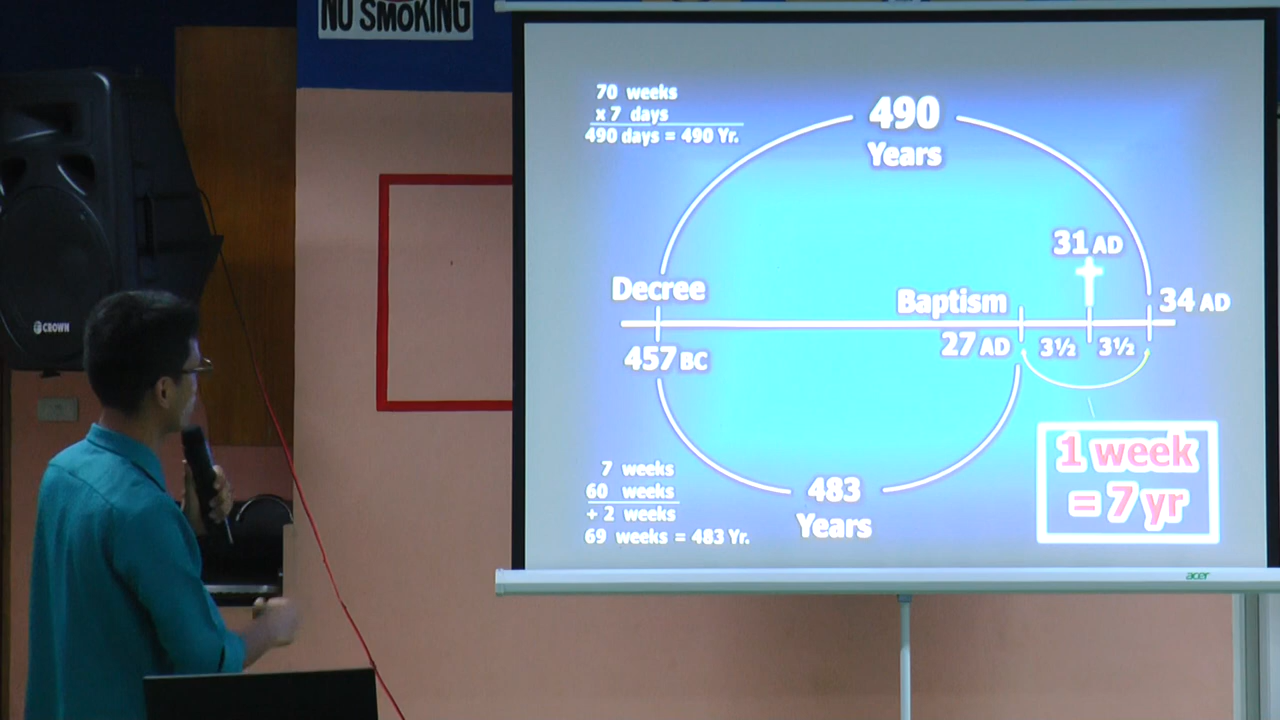 NO SMOKING
CROWN
70 weeks
x 7 days
490 days = 490 Yr.
490
Years
31 AD
Decree
Baptism
34 AD
457 BC
27 AD
3½
3½
1 week
= 7 yr
7 weeks
60 weeks
+ 2 weeks
69 weeks = 483 Yr.
483
Years
acer